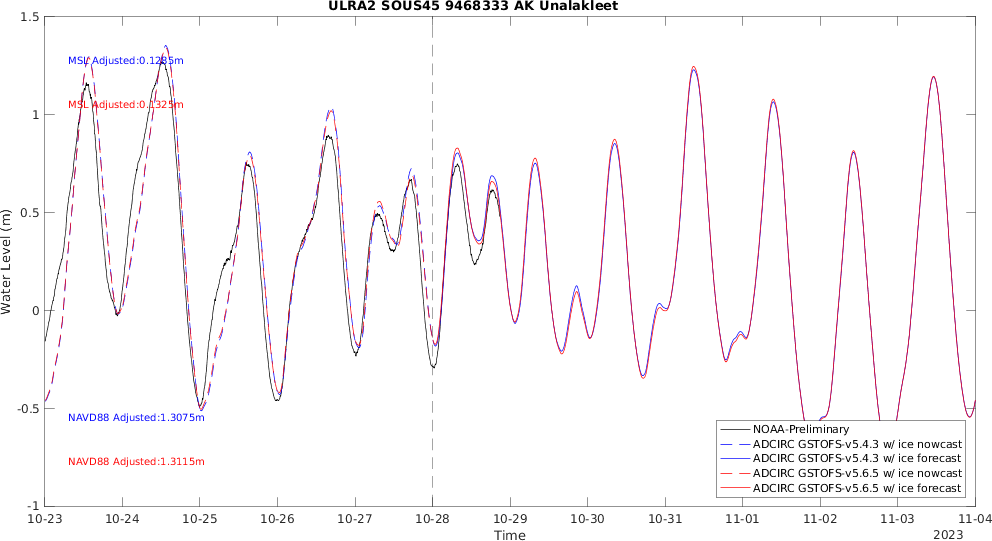 ULRA2 SOUS45 9468333 AK Unalakleet
1.5
1
0.5
0
-0.5
-1
Water Level (m)
MSL Adjusted:0.1285m
MSL Adjusted:0.1325m
NAVD88 Adjusted:1.3075m
NAVD88 Adjusted:1.3115m
NOAA-Preliminary
ADCIRC GSTOFS-v5.4.3 w/ ice nowcast
ADCIRC GSTOFS-v5.4.3 w/ ice forecast
ADCIRC GSTOFS-v5.6.5 w/ ice nowcast
ADCIRC GSTOFS-v5.6.5 w/ ice forecast
10-23 10-24 10-25 10-26 10-27 10-28 10-29 10-30 10-31 11-01 11-02 11-03 11-04
Time
2023